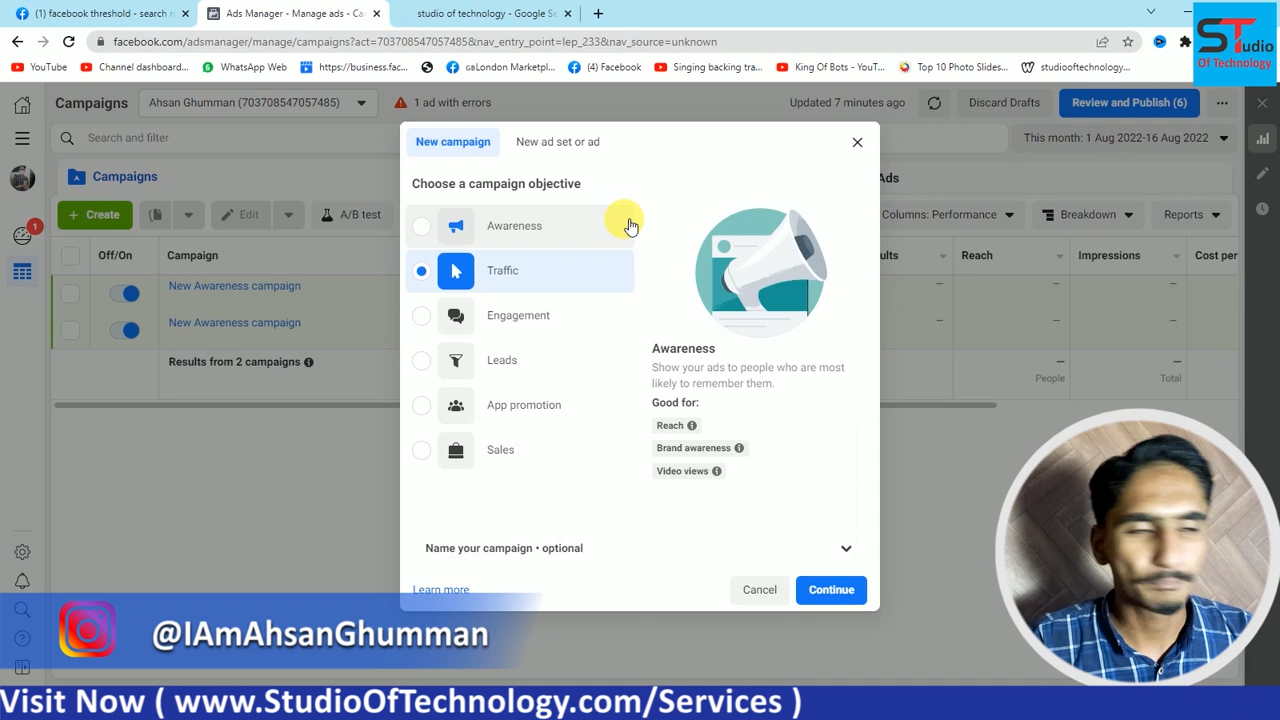 (1) facebook threshold - search r
Ads Manager - Manage ads - Ca
studio of technology - Google Se
facebook.com/adsmanager/manage/campaigns?act=703708547057485&nav_entry_point=lep_233&nav_source=unknown
YouTube
Channel dashboard...
WhatsApp Web
https://business.fac...
GBLondon Marketpl...
(4) Facebook
Singing backing tra...
King Of Bots - YouT...
Top 10 Photo Slides...
studiooftechnology...
STudio
Of Technology
Campaigns
Ahsan Ghumman (703708547057485)
1 ad with errors
Updated 7 minutes ago
Discard Drafts
Review and Publish (6)
Search and filter
This month: 1 Aug 2022-16 Aug 2022
New campaign
New ad set or ad
Campaigns
Ads
Choose a campaign objective
+ Create
Edit
A/B test
Columns: Performance
Breakdown
Reports
Awareness
1
Off/On
Campaign
ults
Reach
Impressions
Cost per
Traffic
New Awareness campaign
Engagement
New Awareness campaign
Awareness
Show your ads to people who are most
likely to remember them.
Leads
Results from 2 campaigns
People
Total
Good for:
App promotion
Reach
Brand awareness
Sales
Video views
Name your campaign • optional
Learn more
Cancel
Continue
@IAmAhsanGhumman
Visit Now ( www.StudioOfTechnology.com/Services )